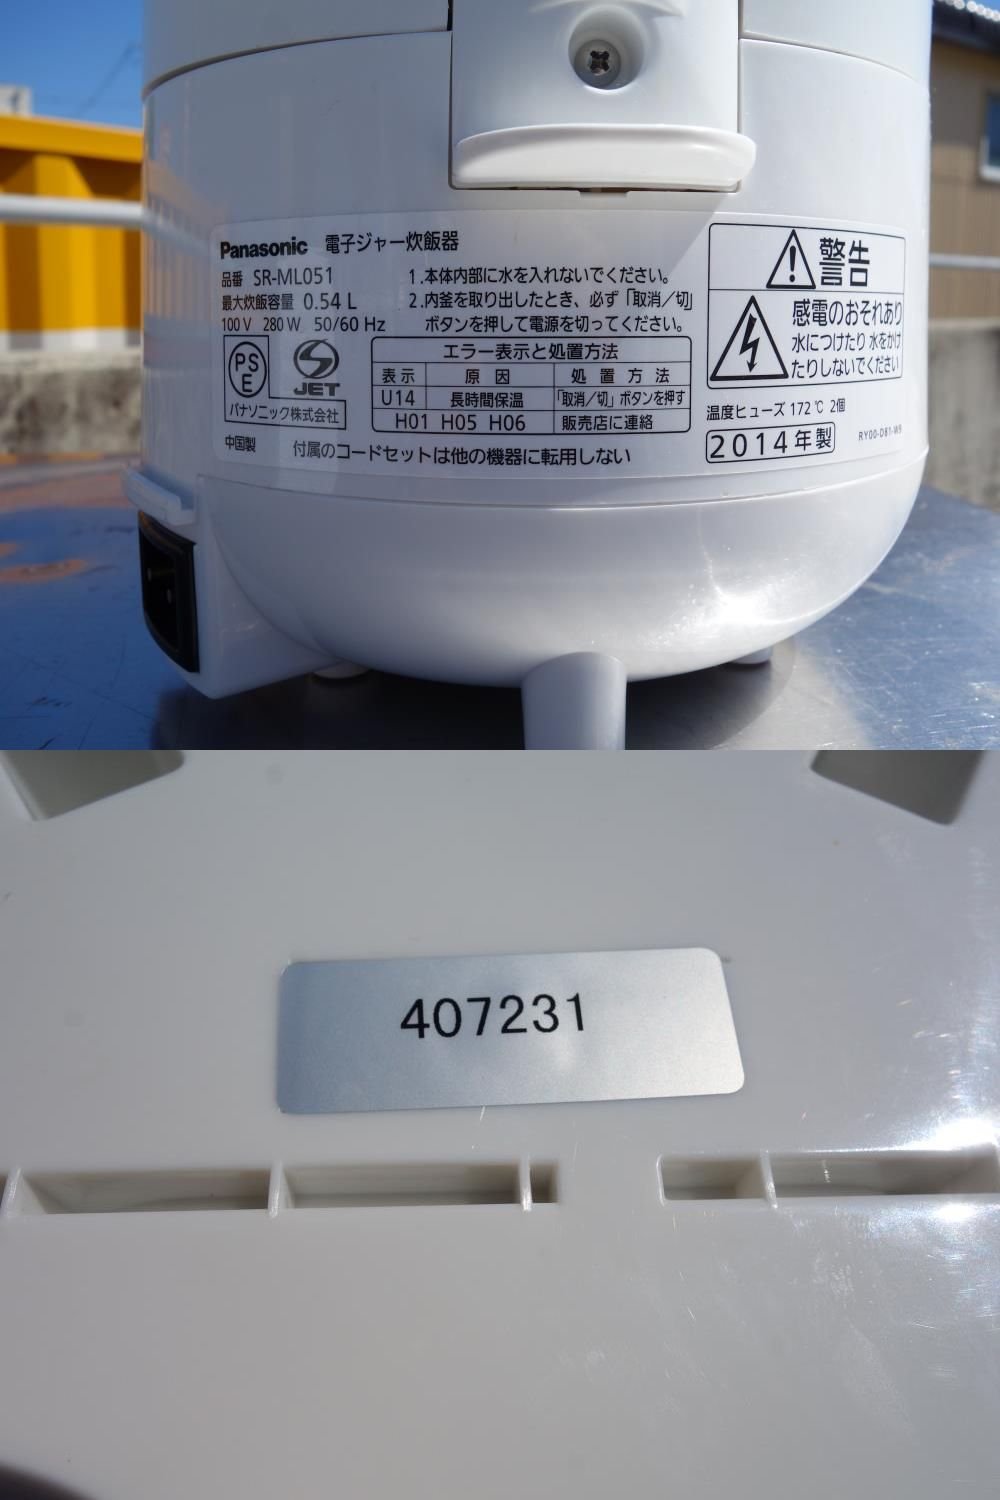 Panasonic 電子ジャー炊飯器
品番 SR-ML051
最大炊飯容量 0.54 L
100 V 280 W 50/60 Hz
PS
E
JET
パナソニック株式会社
中国製
1.本体内部に水を入れないでください。
2.内釜を取り出したとき、必ず「取消/切」
ボタンを押して電源を切ってください。
エラー表示と処置方法
表示 原因 処置方法
U14 長時間保温 「取消/切」ボタンを押す
H01 H05 H06 販売店に連絡
付属のコードセットは他の機器に転用しない
警告
感電のおそれあり
水につけたり 水をかけ
たりしないでください
温度ヒューズ 172 ℃ 2個
2014年製
RY00-D81-W9
407231